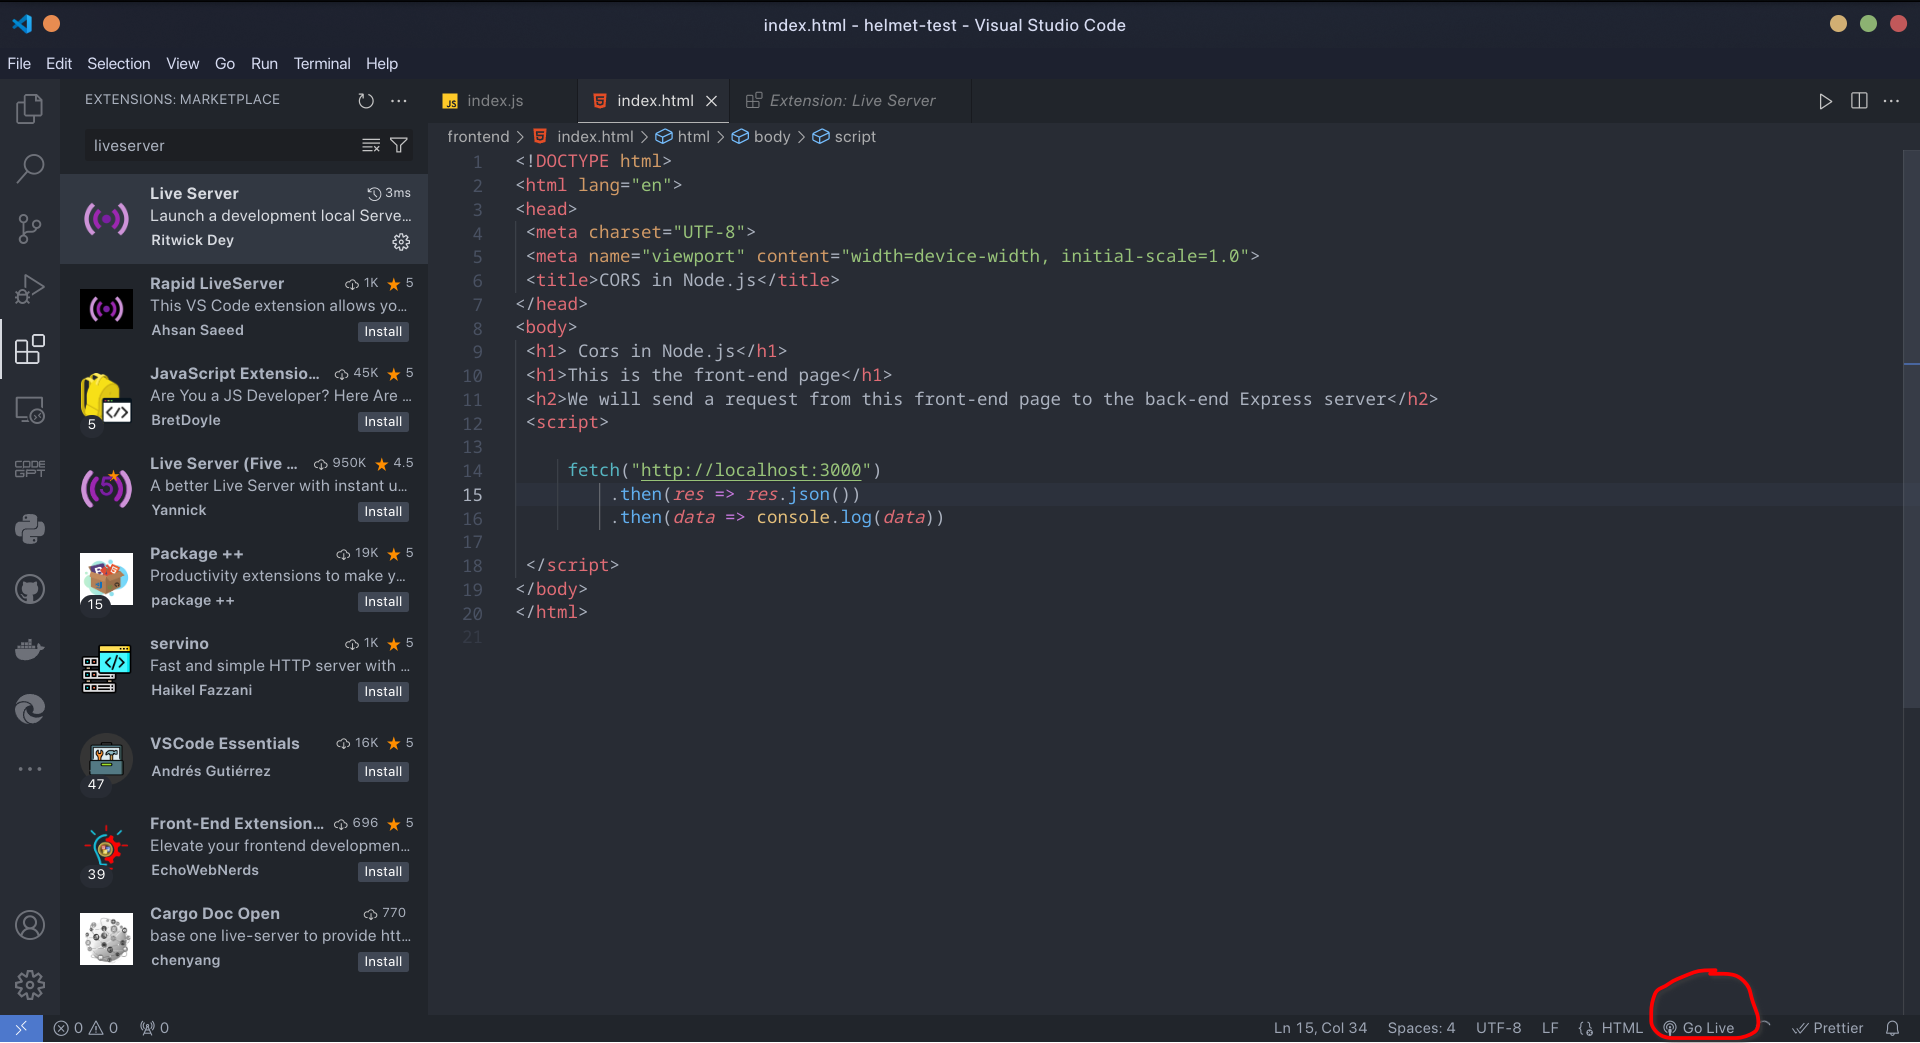 index.html - helmet-test - Visual Studio Code
File Edit Selection View Go Run Terminal Help
EXTENSIONS: MARKETPLACE
liveserver
Live Server 3ms
Launch a development local Serve...
Ritwick Dey
Rapid LiveServer 1K 5
This VS Code extension allows yo...
Ahsan Saeed Install
JavaScript Extensio... 45K 5
Are You a JS Developer? Here Are ...
5 BretDoyle Install
Live Server (Five ... 950K 4.5
A better Live Server with instant u...
Yannick Install
Package ++ 19K 5
Productivity extensions to make y...
15 package ++ Install
servino 1K 5
Fast and simple HTTP server with ...
Haikel Fazzani Install
VSCode Essentials 16K 5
47 Andrés Gutiérrez Install
Front-End Extension... 696 5
Elevate your frontend developmen...
39 EchoWebNerds Install
Cargo Doc Open 770
base one live-server to provide htt...
chenyang Install
CODE
GPT
JS index.js index.html Extension: Live Server
frontend > index.html > html > body > script
1 <!DOCTYPE html>
2 <html lang="en">
3 <head>
4 <meta charset="UTF-8">
5 <meta name="viewport" content="width=device-width, initial-scale=1.0">
6 <title>CORS in Node.js</title>
7 </head>
8 <body>
9 <h1> Cors in Node.js</h1>
10 <h1>This is the front-end page</h1>
11 <h2>We will send a request from this front-end page to the back-end Express server</h2>
12 <script>
13
14 fetch("http://localhost:3000")
15 .then(res => res.json())
16 .then(data => console.log(data))
17
18 </script>
19 </body>
20 </html>
21
0 0 0 Ln 15, Col 34 Spaces: 4 UTF-8 LF HTML Go Live Prettier